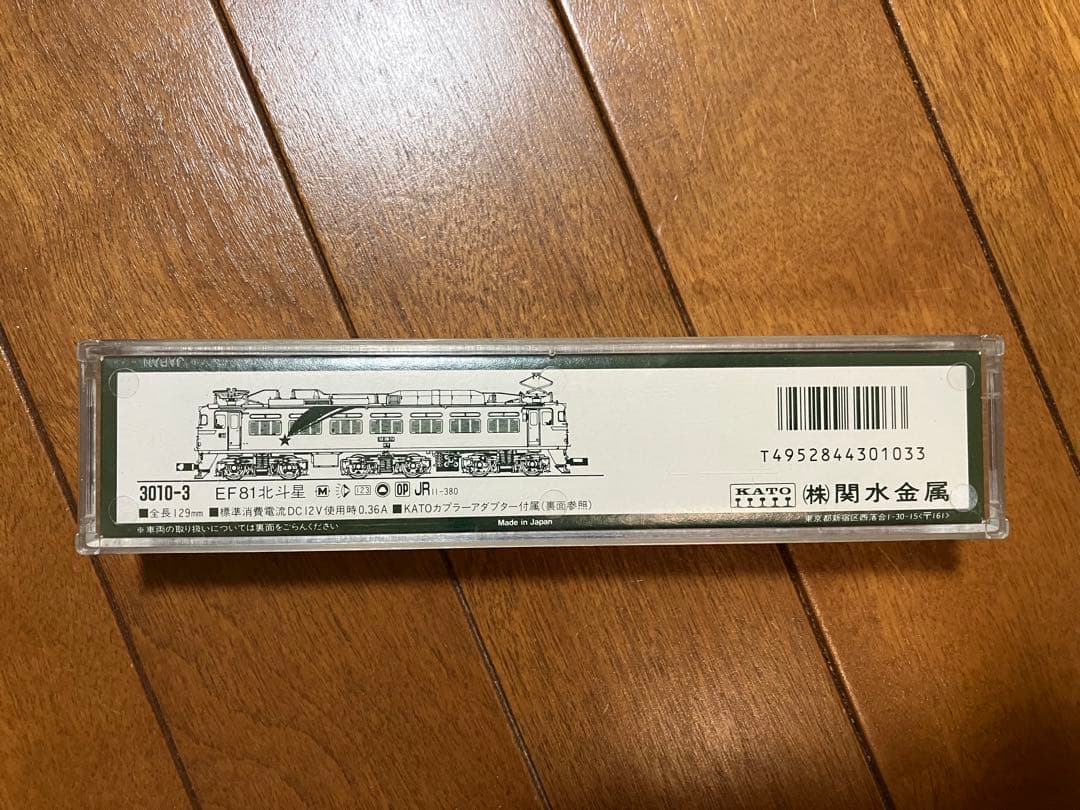 3010-3 EF81北斗星 M 123 OP JR 11-380
■全長129mm ■標準消費電流DC12V使用時0.36A ■KATOカプラーアダプター付属(裏面参照)
※車両の取り扱いについては裏面をごらんください
Made in Japan
T4952844301033
KATO (株)関水金属
東京都新宿区西落合1-30-15<〒161>